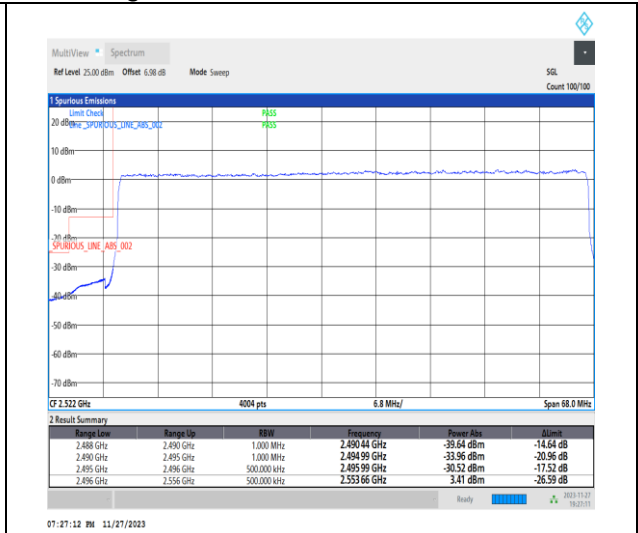 MultiView Spectrum
Ref Level 25.00 dBm Offset 6.98 dB Mode Sweep SGL
Count 100/100
1 Spurious Emissions
Limit Check PASS
20 dBm Line _SPURIOUS_LINE_ABS_002 PASS
10 dBm
0 dBm
-10 dBm
-20 dBm
_SPURIOUS_LINE_ABS_002
-30 dBm
-40 dBm
-50 dBm
-60 dBm
-70 dBm
CF 2.522 GHz 4004 pts 6.8 MHz/ Span 68.0 MHz
2 Result Summary
Range Low Range Up RBW Frequency Power Abs ΔLimit
2.488 GHz 2.490 GHz 1.000 MHz 2.490 44 GHz -39.64 dBm -14.64 dB
2.490 GHz 2.495 GHz 1.000 MHz 2.494 99 GHz -33.96 dBm -20.96 dB
2.495 GHz 2.496 GHz 500.000 kHz 2.495 99 GHz -30.52 dBm -17.52 dB
2.496 GHz 2.556 GHz 500.000 kHz 2.553 66 GHz 3.41 dBm -26.59 dB
Ready 2023-11-27
19:27:11
07:27:12 PM 11/27/2023